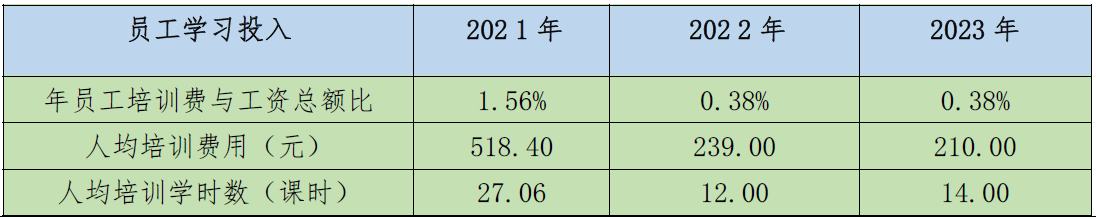 员工学习投入 2021年 2022年 2023年
年员工培训费与工资总额比 1.56% 0.38% 0.38%
人均培训费用（元） 518.40 239.00 210.00
人均培训学时数（课时） 27.06 12.00 14.00